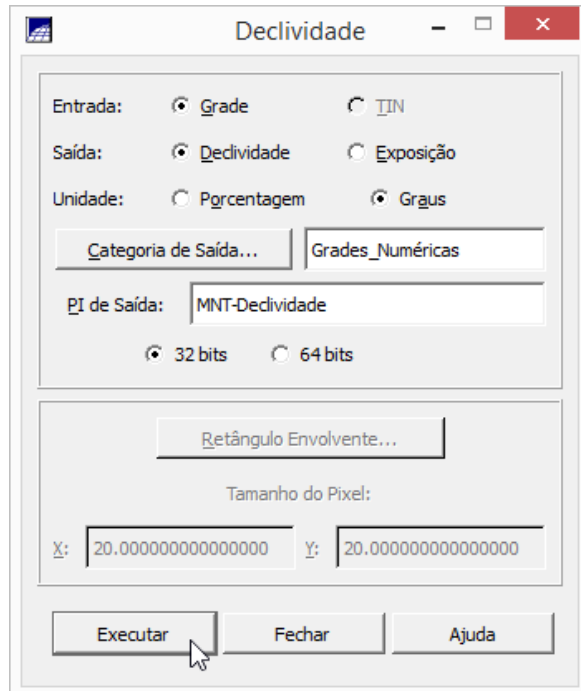 Declividade
Entrada: Grade TIN
Saída: Declividade Exposição
Unidade: Porcentagem Graus
Categoria de Saída... Grades_Numéricas
PI de Saída: MNT-Declividade
32 bits 64 bits
Retângulo Envolvente...
Tamanho do Pixel:
X: 20.000000000000000 Y: 20.000000000000000
Executar Fechar Ajuda